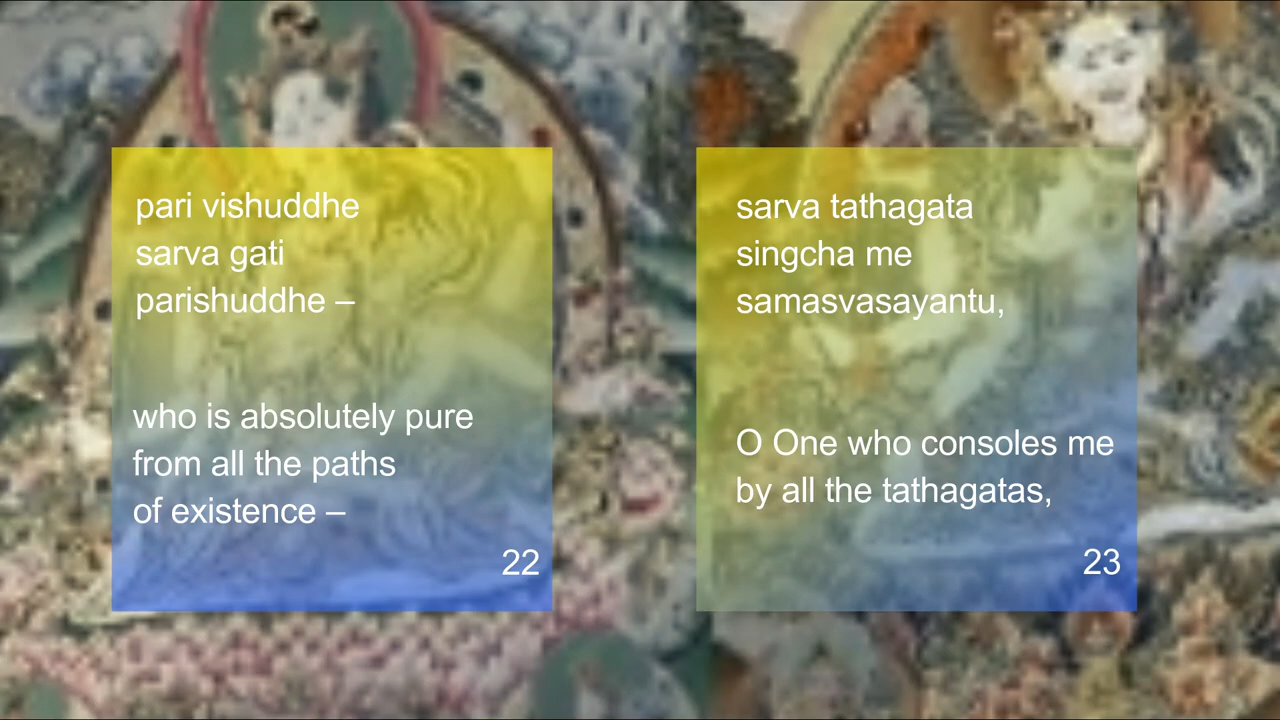 pari vishuddhe
sarva gati
parishuddhe –
who is absolutely pure
from all the paths
of existence –
22
sarva tathagata
singcha me
samasvasayantu,
O One who consoles me
by all the tathagatas,
23